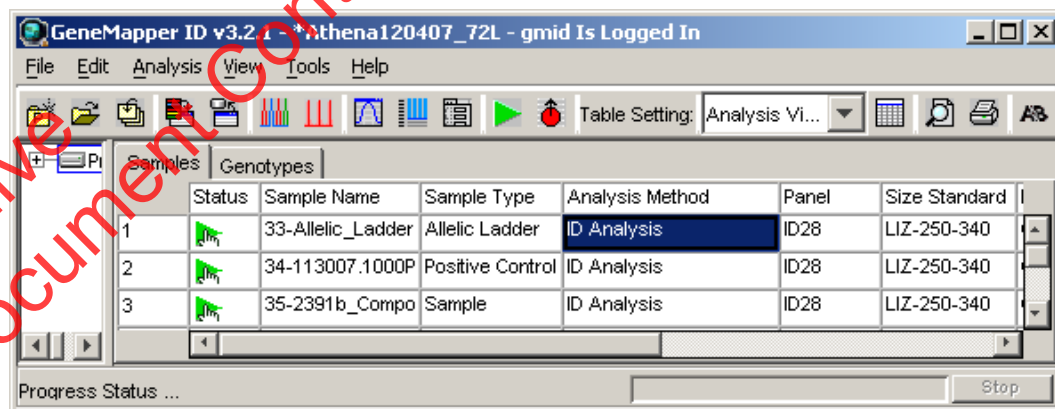 GeneMapper ID v3.2.1 - *Athena120407_72L - gmid Is Logged In
File Edit Analysis View Tools Help
Table Setting: Analysis Vi... AB
Samples Genotypes
Status Sample Name Sample Type Analysis Method Panel Size Standard
1 33-Allelic_Ladder Allelic Ladder ID Analysis ID28 LIZ-250-340
2 34-113007.1000P Positive Control ID Analysis ID28 LIZ-250-340
3 35-2391b_Compo Sample ID Analysis ID28 LIZ-250-340
Progress Status ... Stop